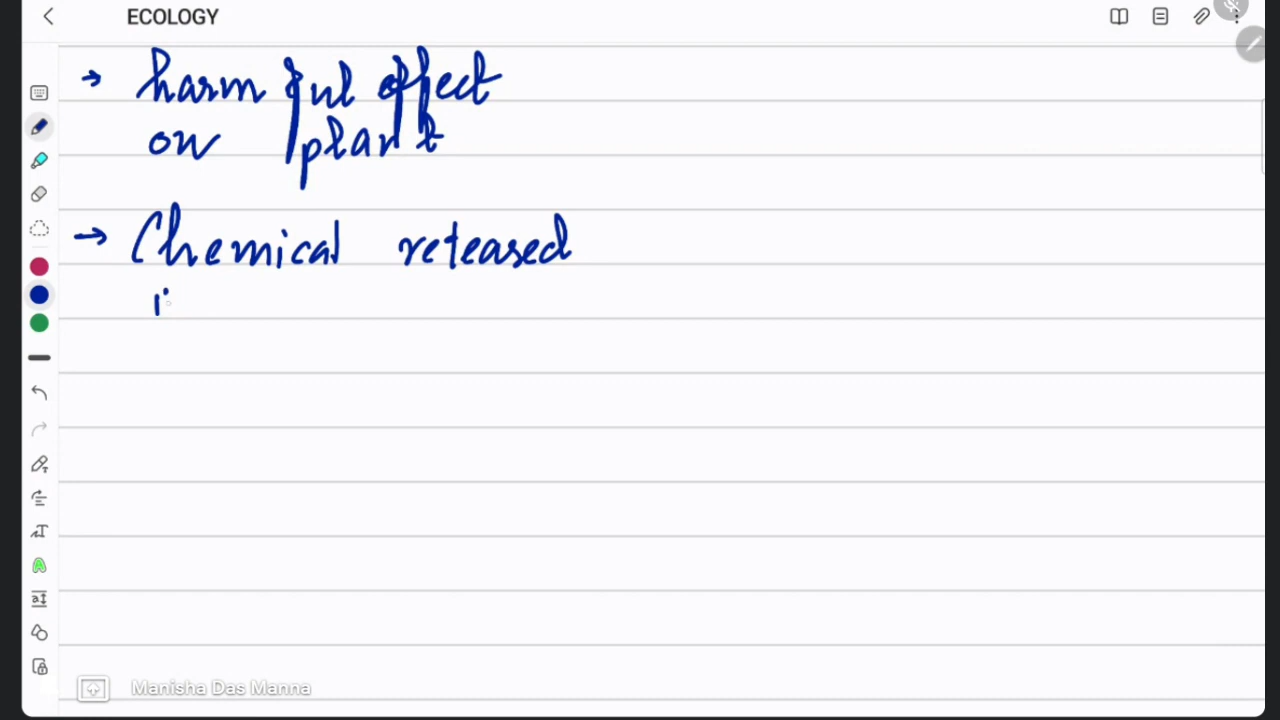 ECOLOGY
→ harmful effect
on plant
→ Chemical released
Manisha Das Manna